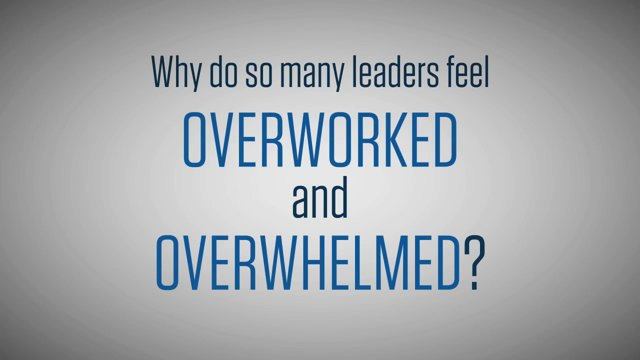 Why do so many leaders feel
OVERWORKED
and
OVERWHELMED?